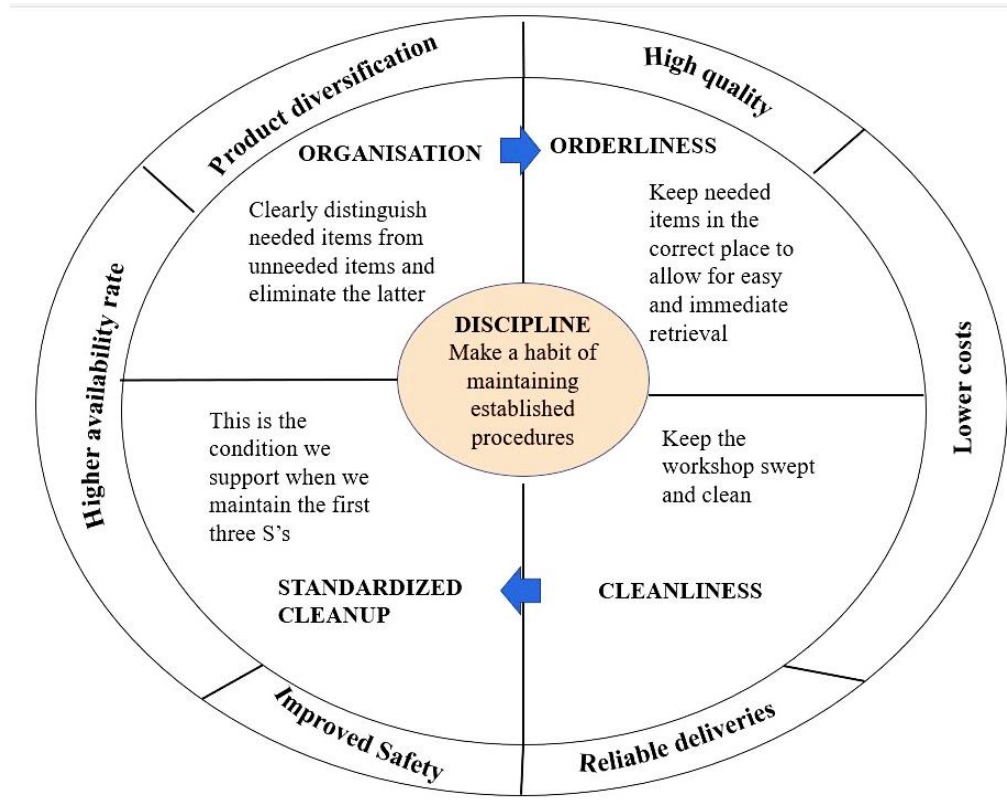 Product diversification
High quality
ORGANISATION
ORDERLINESS
Clearly distinguish
needed items from
unneeded items and
eliminate the latter
Keep needed
items in the
correct place to
allow for easy
and immediate
retrieval
DISCIPLINE
Make a habit of
maintaining
established
procedures
Higher availability rate
Lower costs
This is the
condition we
support when we
maintain the first
three S’s
Keep the
workshop swept
and clean
STANDARDIZED
CLEANUP
CLEANLINESS
Improved Safety
Reliable deliveries